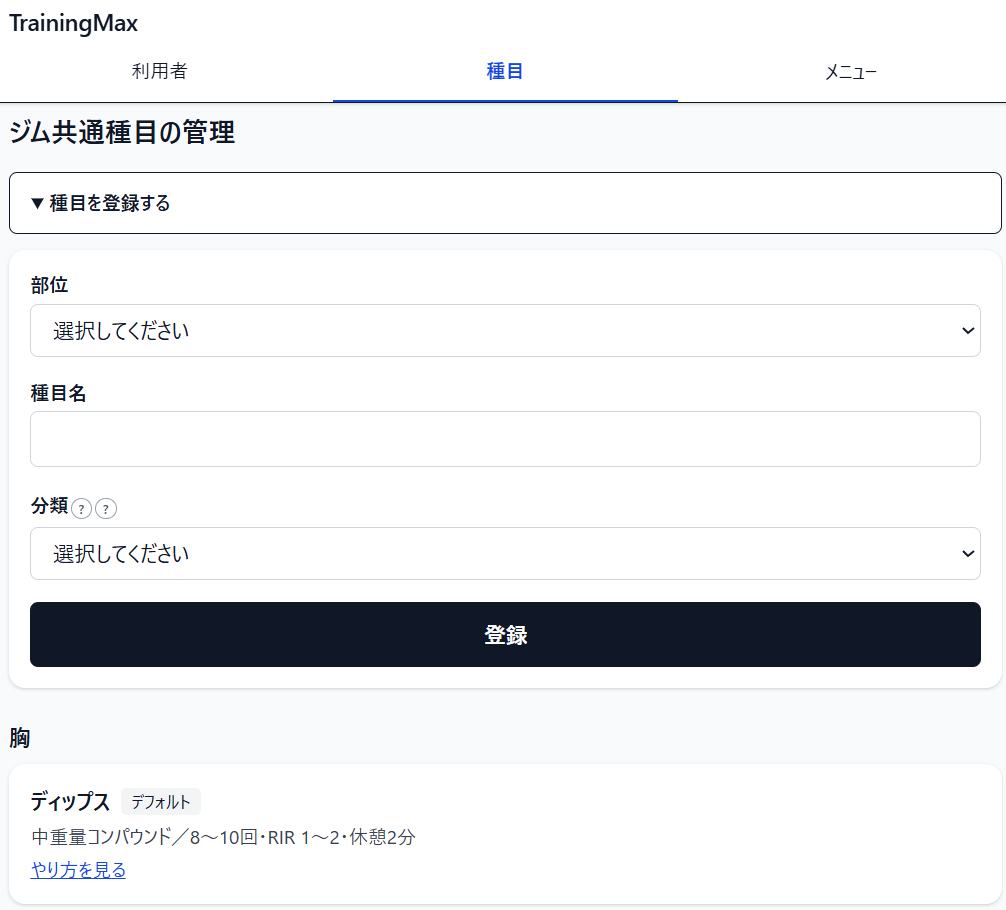 TrainingMax
利用者 種目 メニュー
ジム共通種目の管理
▼ 種目を登録する
部位
選択してください
種目名
分類 ? ?
選択してください
登録
胸
ディップス デフォルト
中重量コンパウンド／8～10回・RIR 1～2・休憩2分
やり方を見る